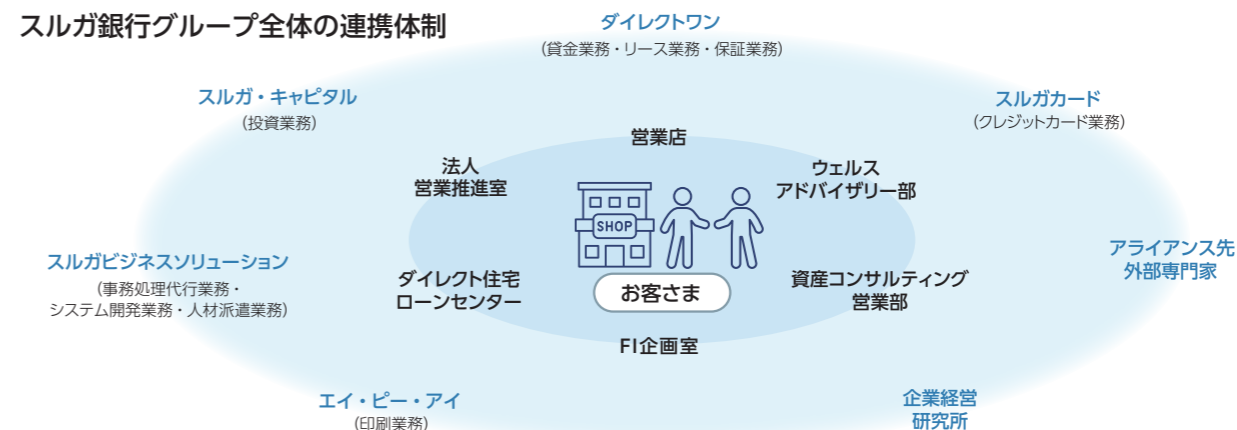 スルガ銀行グループ全体の連携体制
ダイレクトワン
(貸金業務・リース業務・保証業務)
スルガ・キャピタル
(投資業務)
スルガカード
(クレジットカード業務)
営業店
法人
営業推進室
ウェルス
アドバイザリー部
SHOP
スルガビジネスソリューション
(事務処理代行業務・
システム開発業務・人材派遣業務)
ダイレクト住宅
ローンセンター
お客さま
資産コンサルティング
営業部
アライアンス先
外部専門家
FI企画室
エイ・ピー・アイ
(印刷業務)
企業経営
研究所